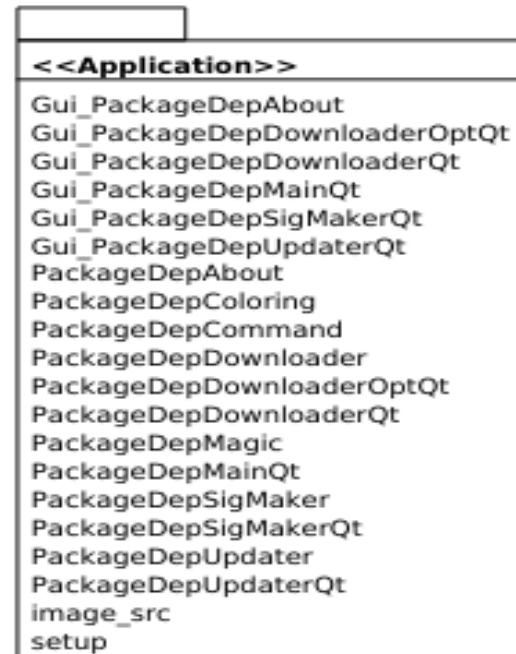 <<Application>>
Gui_PackageDepAbout
Gui_PackageDepDownloaderOptQt
Gui_PackageDepDownloaderQt
Gui_PackageDepMainQt
Gui_PackageDepSigMakerQt
Gui_PackageDepUpdaterQt
PackageDepAbout
PackageDepColoring
PackageDepCommand
PackageDepDownloader
PackageDepDownloaderOptQt
PackageDepDownloaderQt
PackageDepMagic
PackageDepMainQt
PackageDepSigMaker
PackageDepSigMakerQt
PackageDepUpdater
PackageDepUpdaterQt
image_src
setup